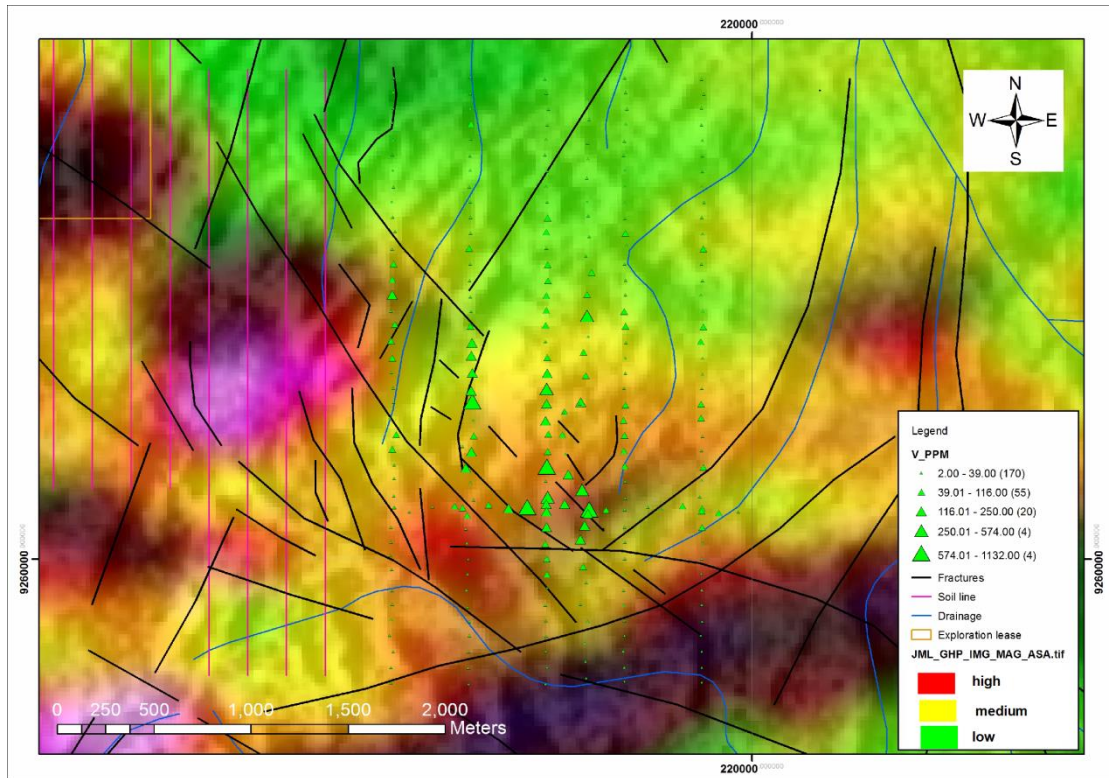 220000
N
W E
S
Legend
V_PPM
2.00 - 39.00 (170)
39.01 - 116.00 (55)
116.01 - 250.00 (20)
250.01 - 574.00 (4)
574.01 - 1132.00 (4)
Fractures
Soil line
Drainage
Exploration lease
JML_GHP_IMG_MAG_ASA.tif
high
medium
low
9260000
9260000
0 250 500 1,000 1,500 2,000
Meters
220000